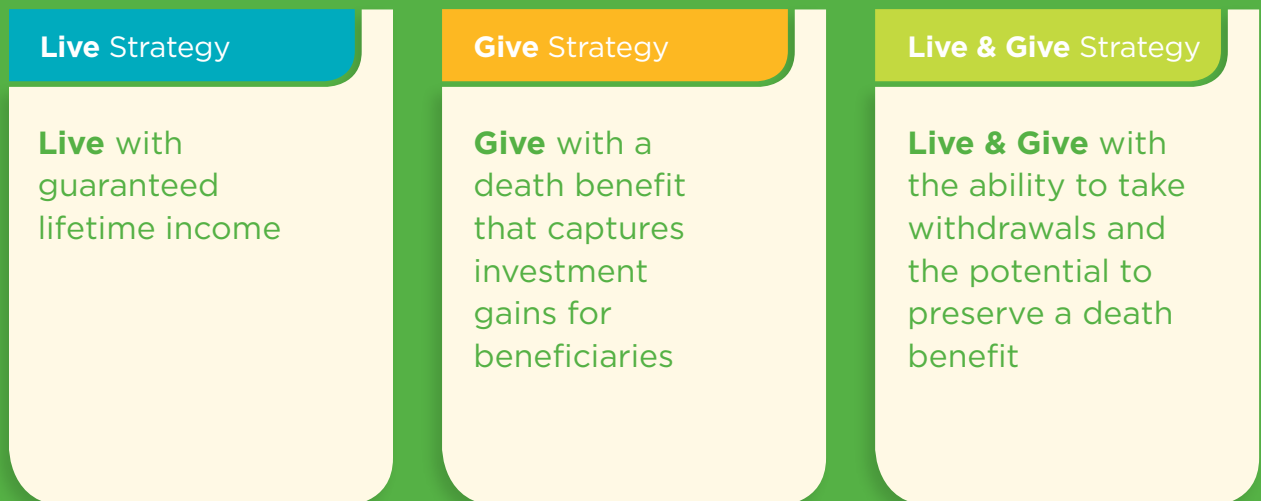 Live Strategy
Live with
guaranteed
lifetime income
Give Strategy
Give with a
death benefit
that captures
investment
gains for
beneficiaries
Live & Give Strategy
Live & Give with
the ability to take
withdrawals and
the potential to
preserve a death
benefit